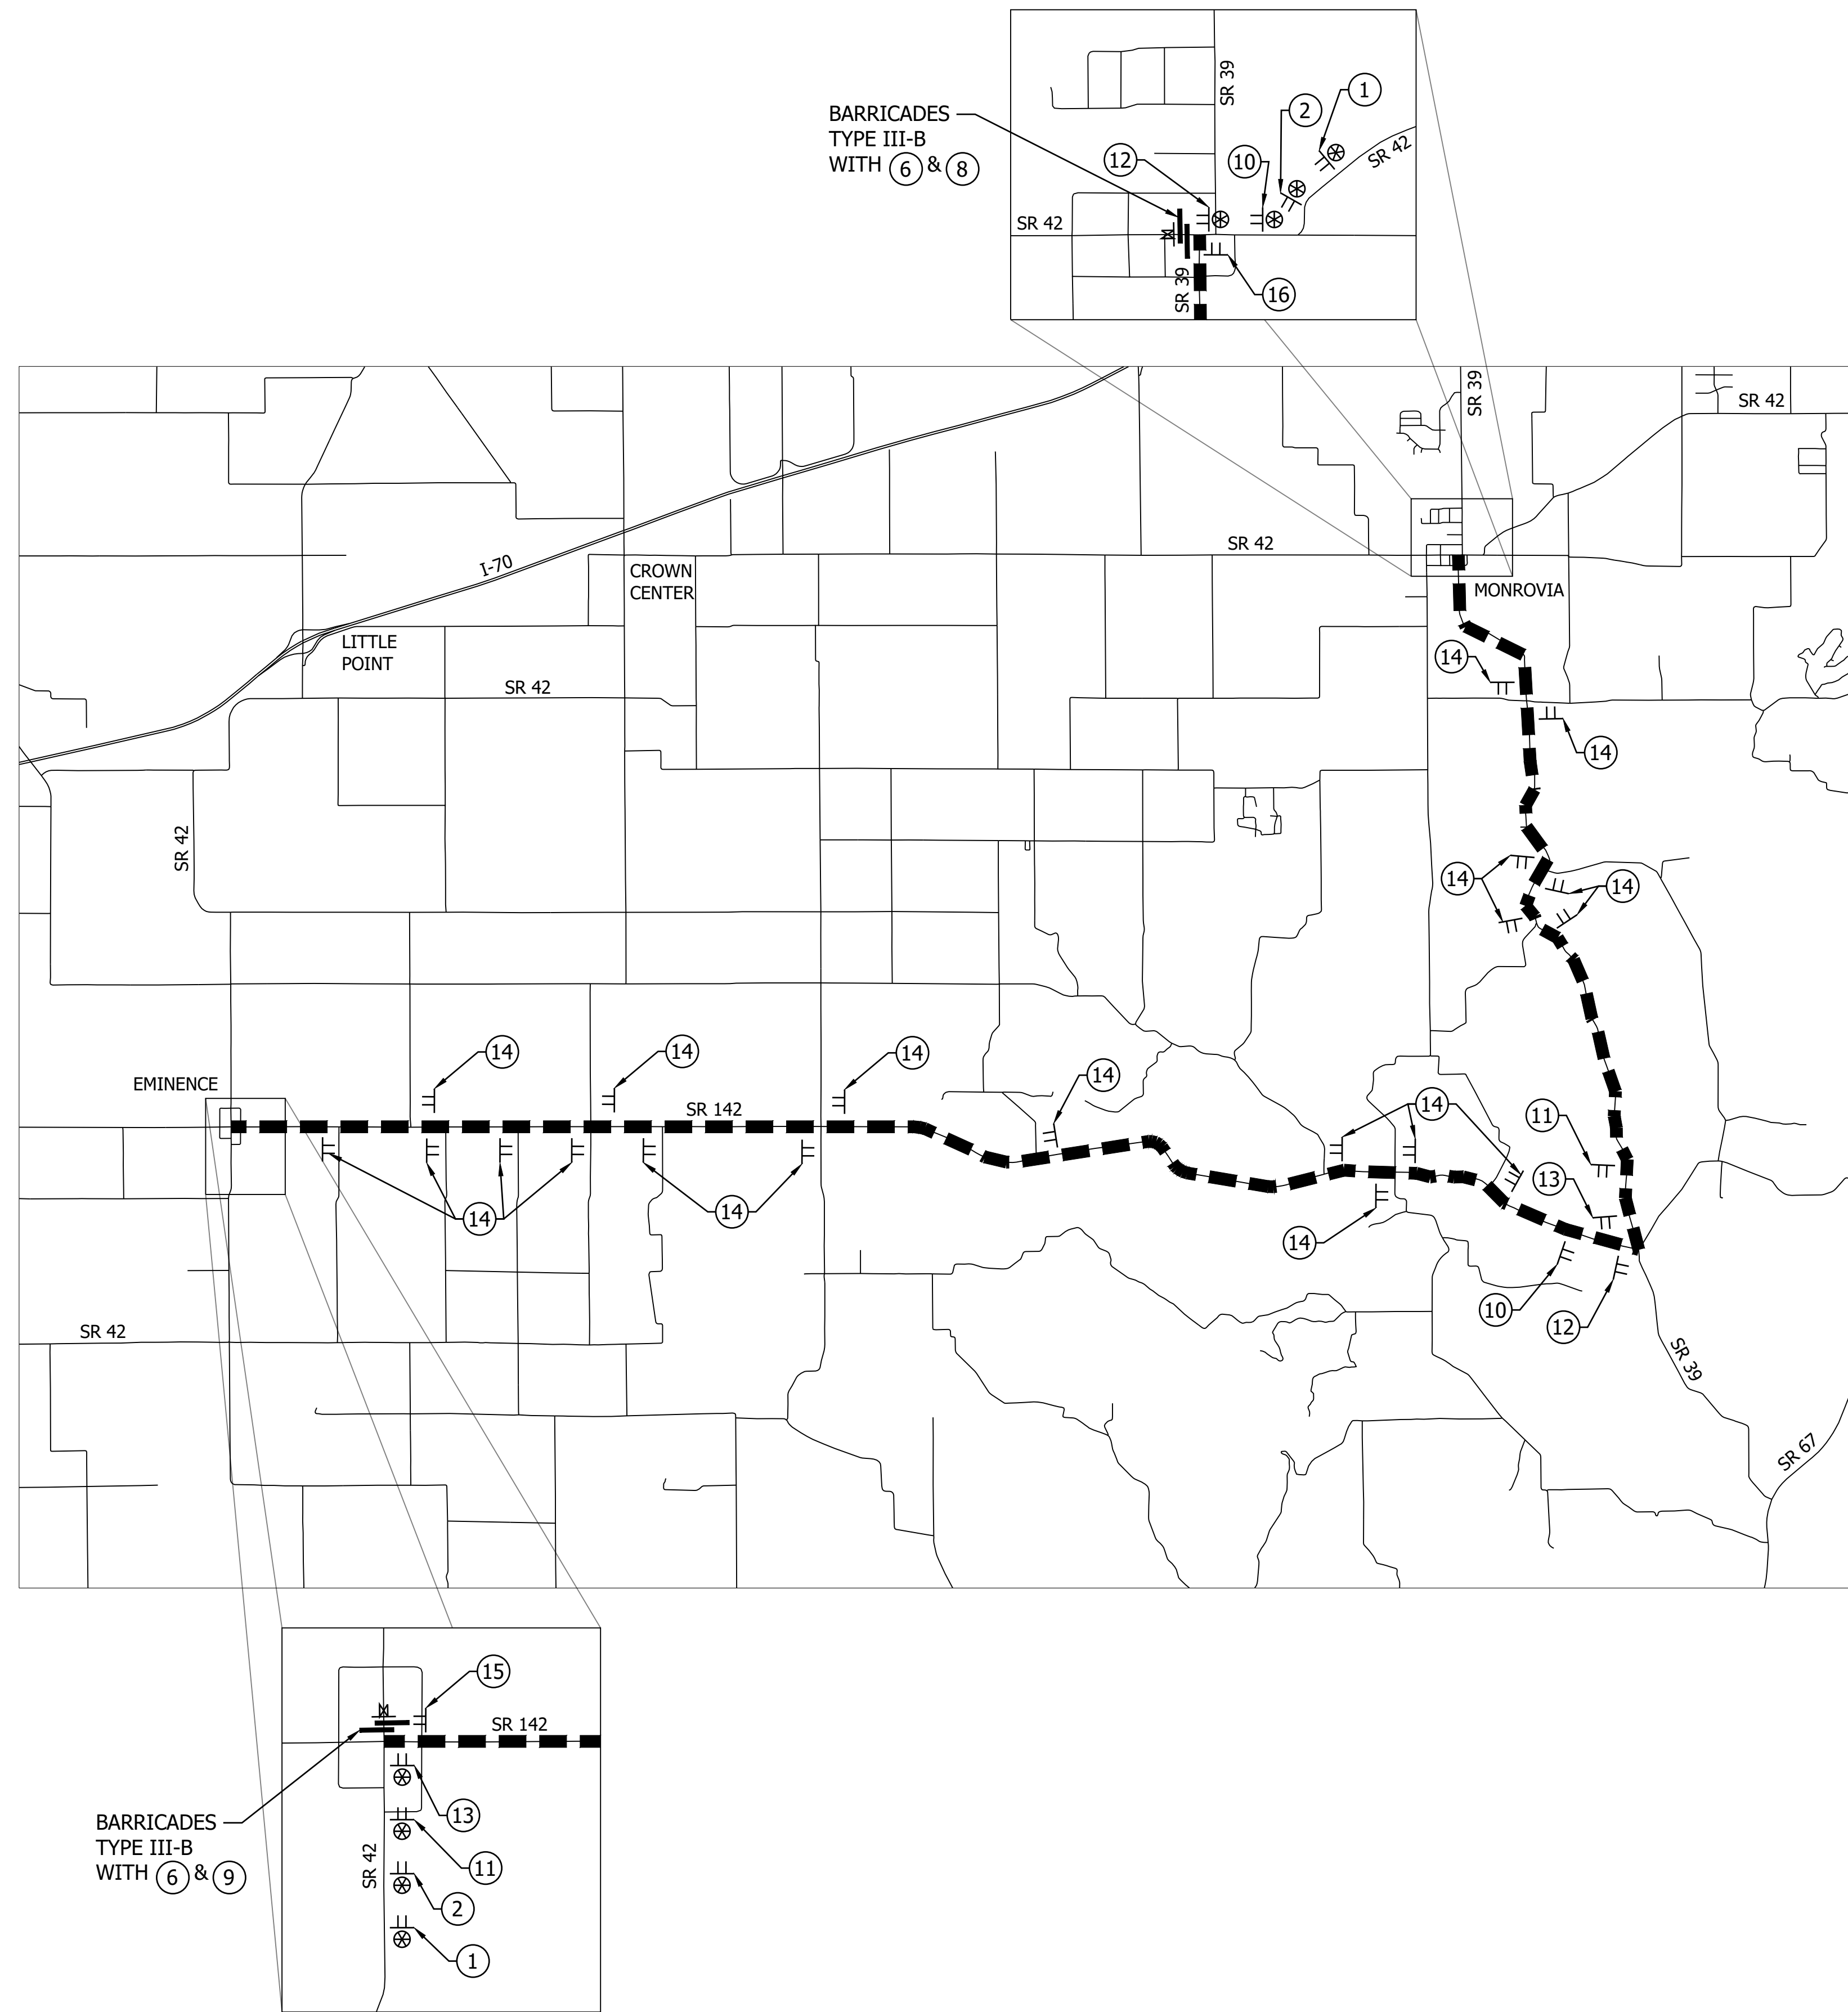 SR 39
1
2
BARRICADES
TYPE III-B
WITH 6 & 8
12
10
SR 42
SR 42
SR 39
16
SR 39
SR 42
SR 42
I-70
CROWN
CENTER
MONROVIA
LITTLE
POINT
14
SR 42
14
SR 42
14
14
14
14
14
EMINENCE
14
SR 142
14
11
13
14
14
14
10
12
SR 42
SR 39
SR 67
15
SR 142
13
BARRICADES
TYPE III-B
WITH 6 & 9
SR 42
11
2
1
14